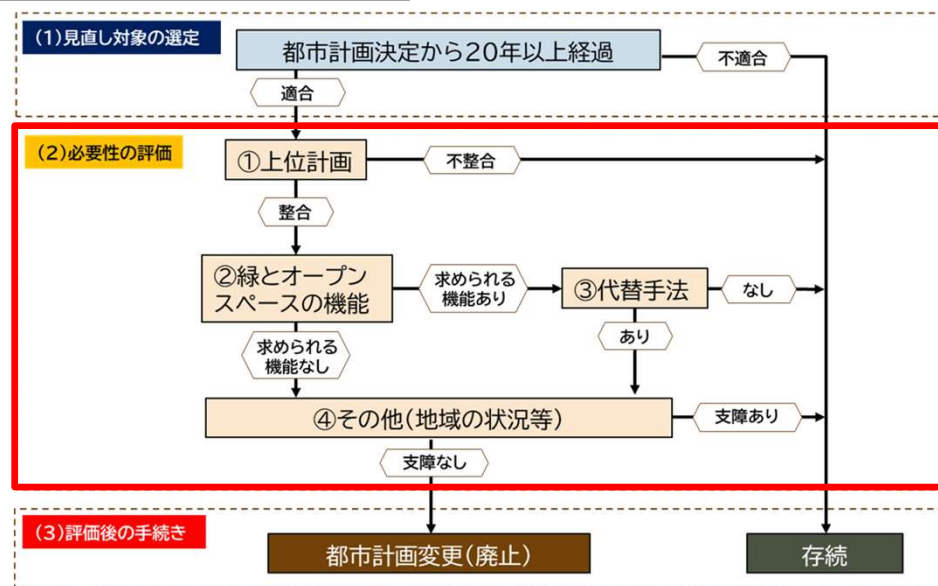 (1)見直し対象の選定
都市計画決定から20年以上経過
不適合
適合
(2)必要性の評価
①上位計画
不整合
整合
②緑とオープン
スペースの機能
求められる
機能あり
③代替手法
なし
あり
求められる
機能なし
④その他(地域の状況等)
支障あり
支障なし
(3)評価後の手続き
都市計画変更(廃止)
存続